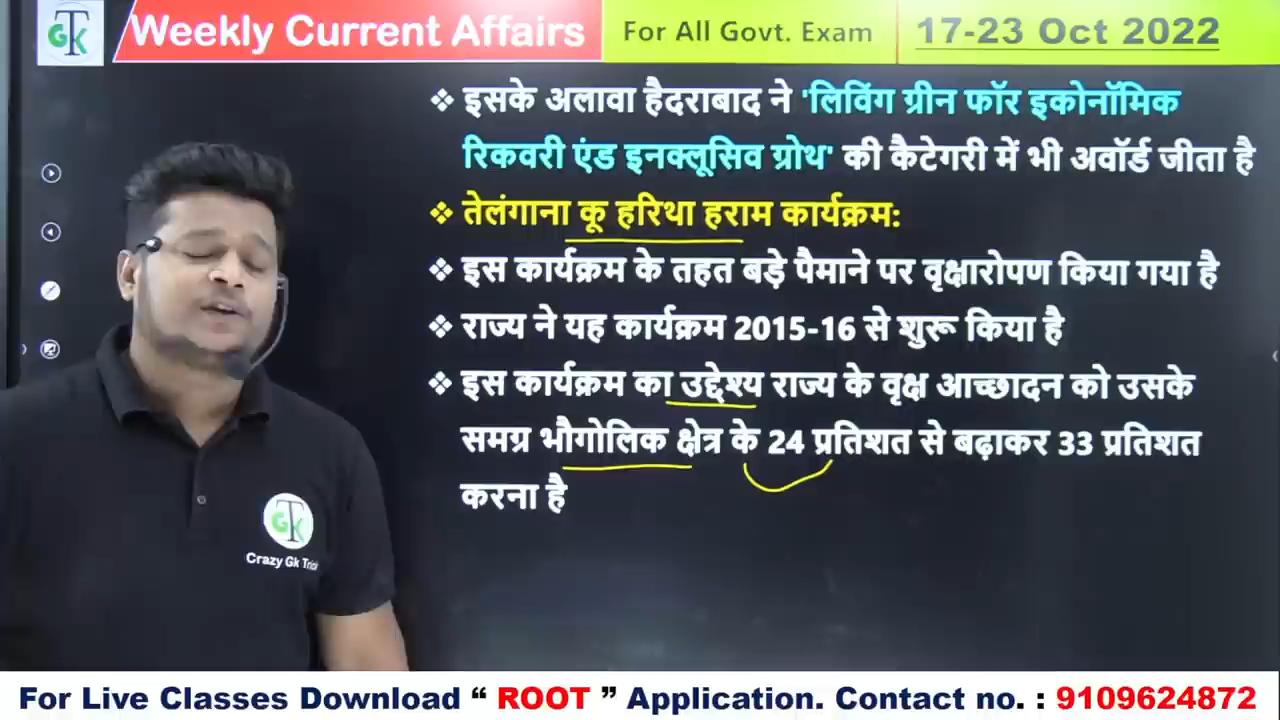 GTK
Weekly Current Affairs
For All Govt. Exam
17-23 Oct 2022
❖ इसके अलावा हैदराबाद ने 'लिविंग ग्रीन फॉर इकोनॉमिक
रिकवरी एंड इनक्लूसिव ग्रोथ' की कैटेगरी में भी अवॉर्ड जीता है
❖ तेलंगाना कू हरिथा हराम कार्यक्रम:
❖ इस कार्यक्रम के तहत बड़े पैमाने पर वृक्षारोपण किया गया है
❖ राज्य ने यह कार्यक्रम 2015-16 से शुरू किया है
❖ इस कार्यक्रम का उद्देश्य राज्य के वृक्ष आच्छादन को उसके
समग्र भौगोलिक क्षेत्र के 24 प्रतिशत से बढ़ाकर 33 प्रतिशत
करना है
GTK
Crazy Gk Trick
For Live Classes Download “ ROOT ” Application. Contact no. : 9109624872